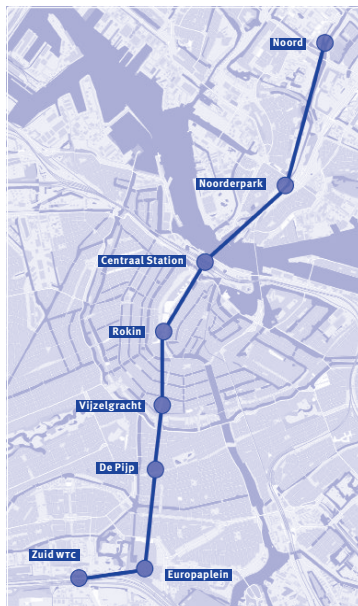 Noord
Noorderpark
Centraal Station
Rokin
Vijzelgracht
De Pijp
Zuid WTC
Europaplein